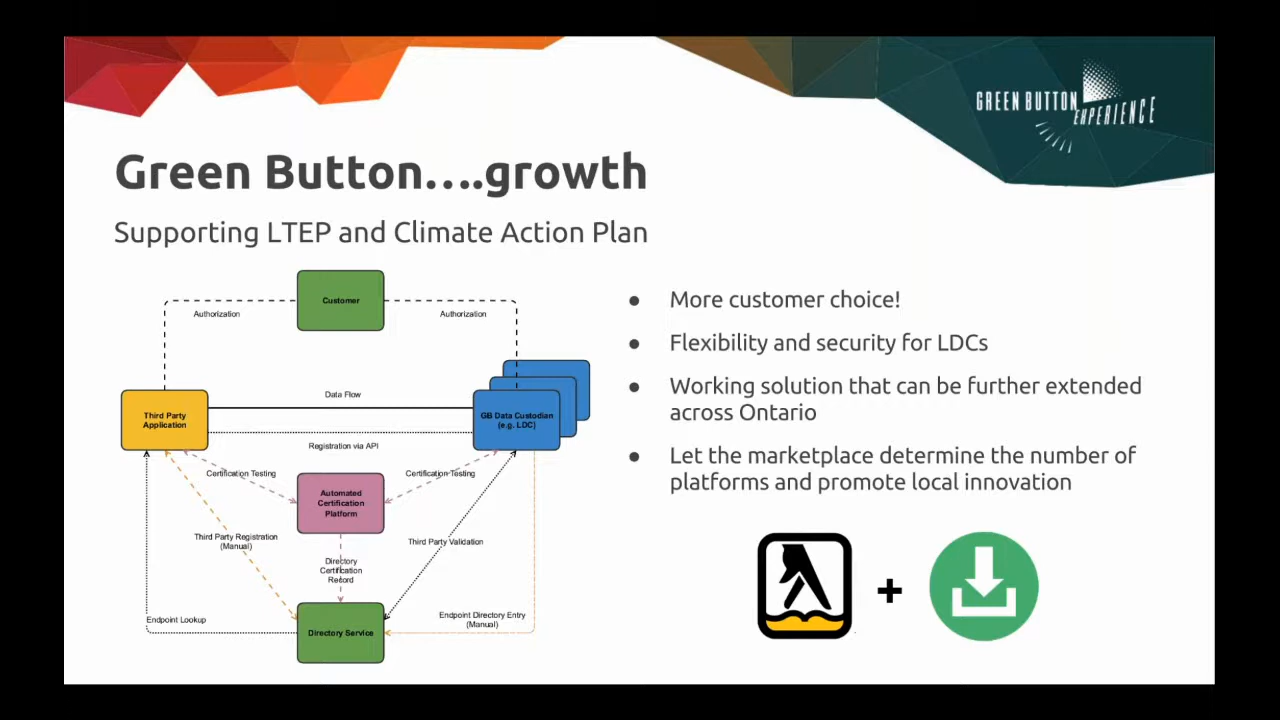 GREEN BUTTON
EXPERIENCE
Green Button....growth
Supporting LTEP and Climate Action Plan
Customer
Authorization
Authorization
Data Flow
Third Party
Application
GB Data Custodian
(e.g. LDC)
Registration via API
Certification Testing
Certification Testing
Automated
Certification
Platform
Third Party Registration
(Manual)
Third Party Validation
Directory
Certification
Record
Endpoint Lookup
Endpoint Directory Entry
(Manual)
Directory Service
● More customer choice!
● Flexibility and security for LDCs
● Working solution that can be further extended
across Ontario
● Let the marketplace determine the number of
platforms and promote local innovation
+